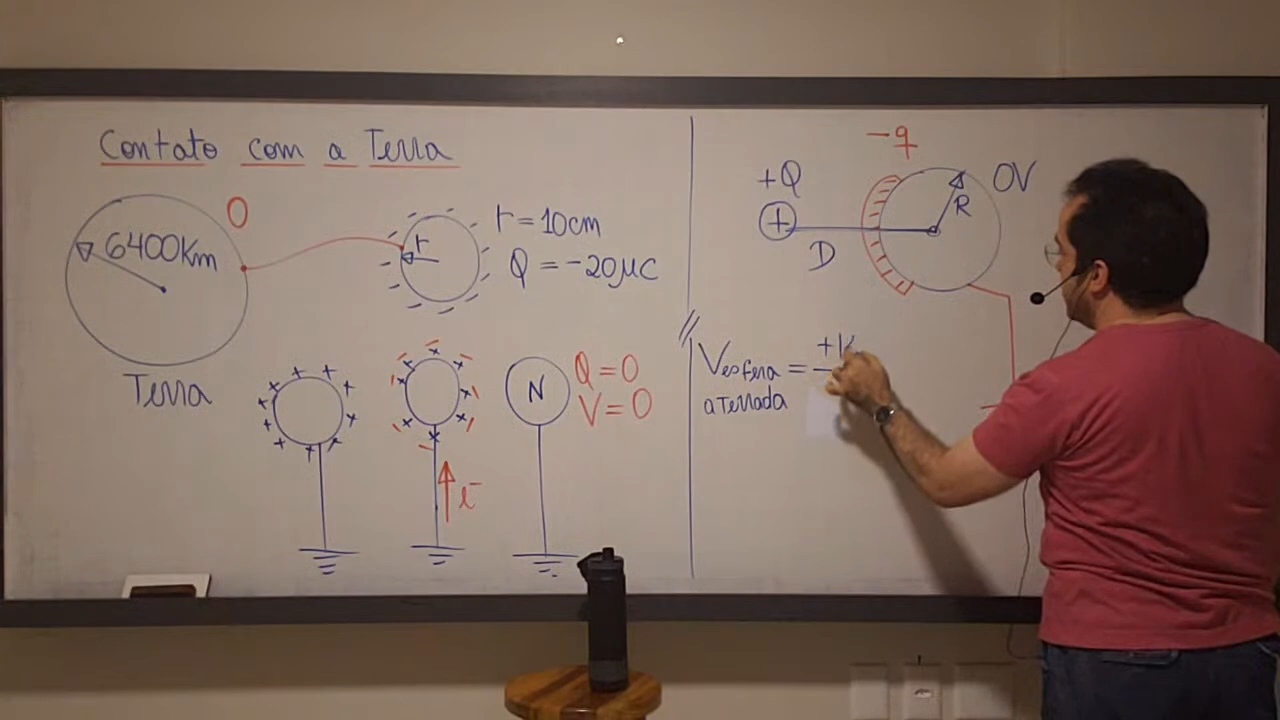 Contato com a Terra
6400Km
0
r
r = 10cm
Q = -20μC
Terra
+ + + + + + + + + +
N
Q = 0
V = 0
e⁻
-q
+Q
+
D
R
0V
Vesfera = +K
aterrada